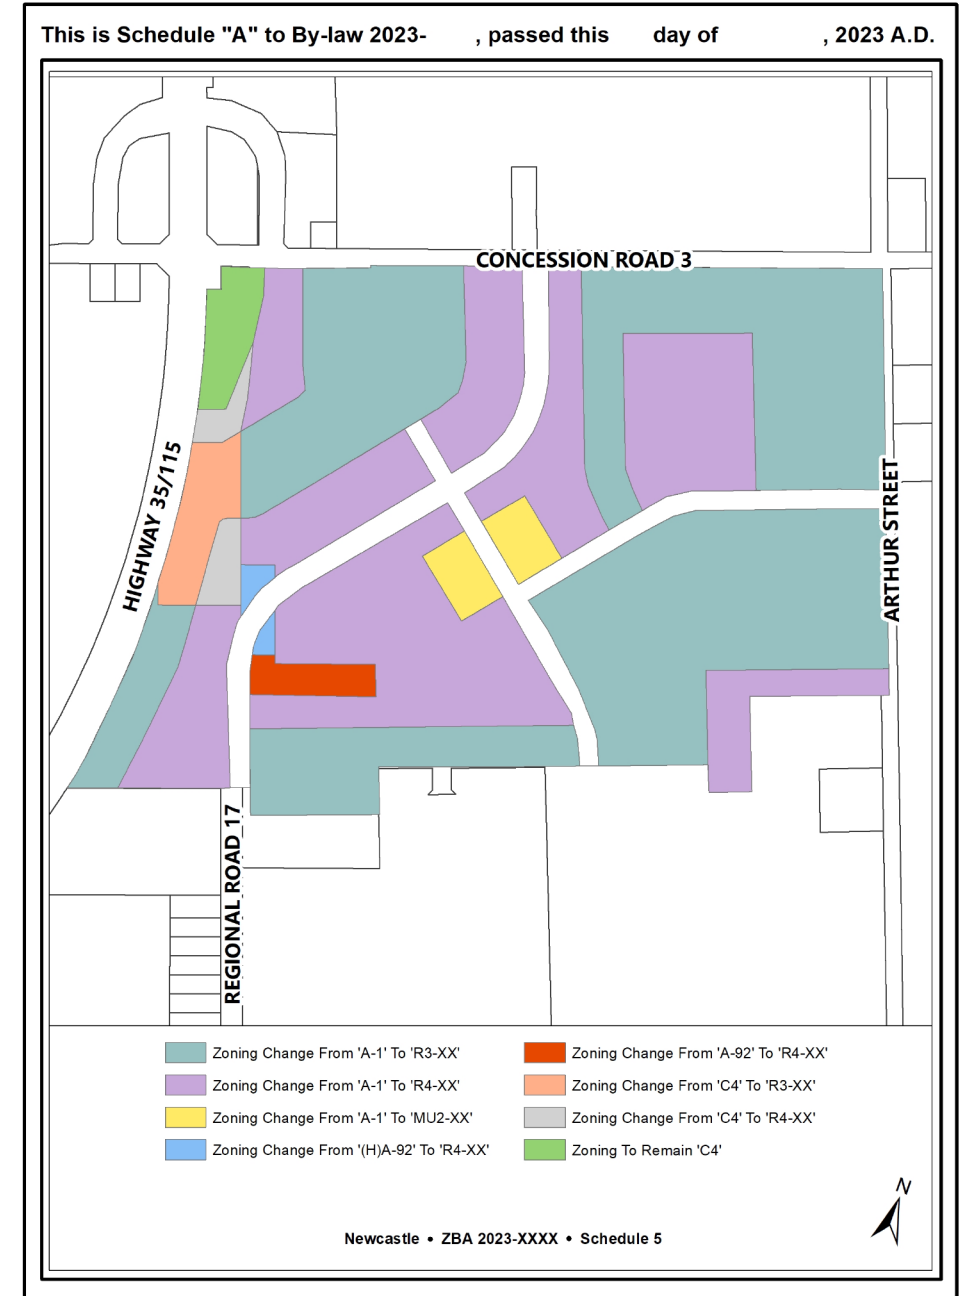 This is Schedule "A" to By-law 2023-       , passed this       day of             , 2023 A.D.
CONCESSION ROAD 3
HIGHWAY 35/115
ARTHUR STREET
REGIONAL ROAD 17
Zoning Change From 'A-1' To 'R3-XX'
Zoning Change From 'A-1' To 'R4-XX'
Zoning Change From 'A-1' To 'MU2-XX'
Zoning Change From '(H)A-92' To 'R4-XX'
Zoning Change From 'A-92' To 'R4-XX'
Zoning Change From 'C4' To 'R3-XX'
Zoning Change From 'C4' To 'R4-XX'
Zoning To Remain 'C4'
N
Newcastle • ZBA 2023-XXXX • Schedule 5